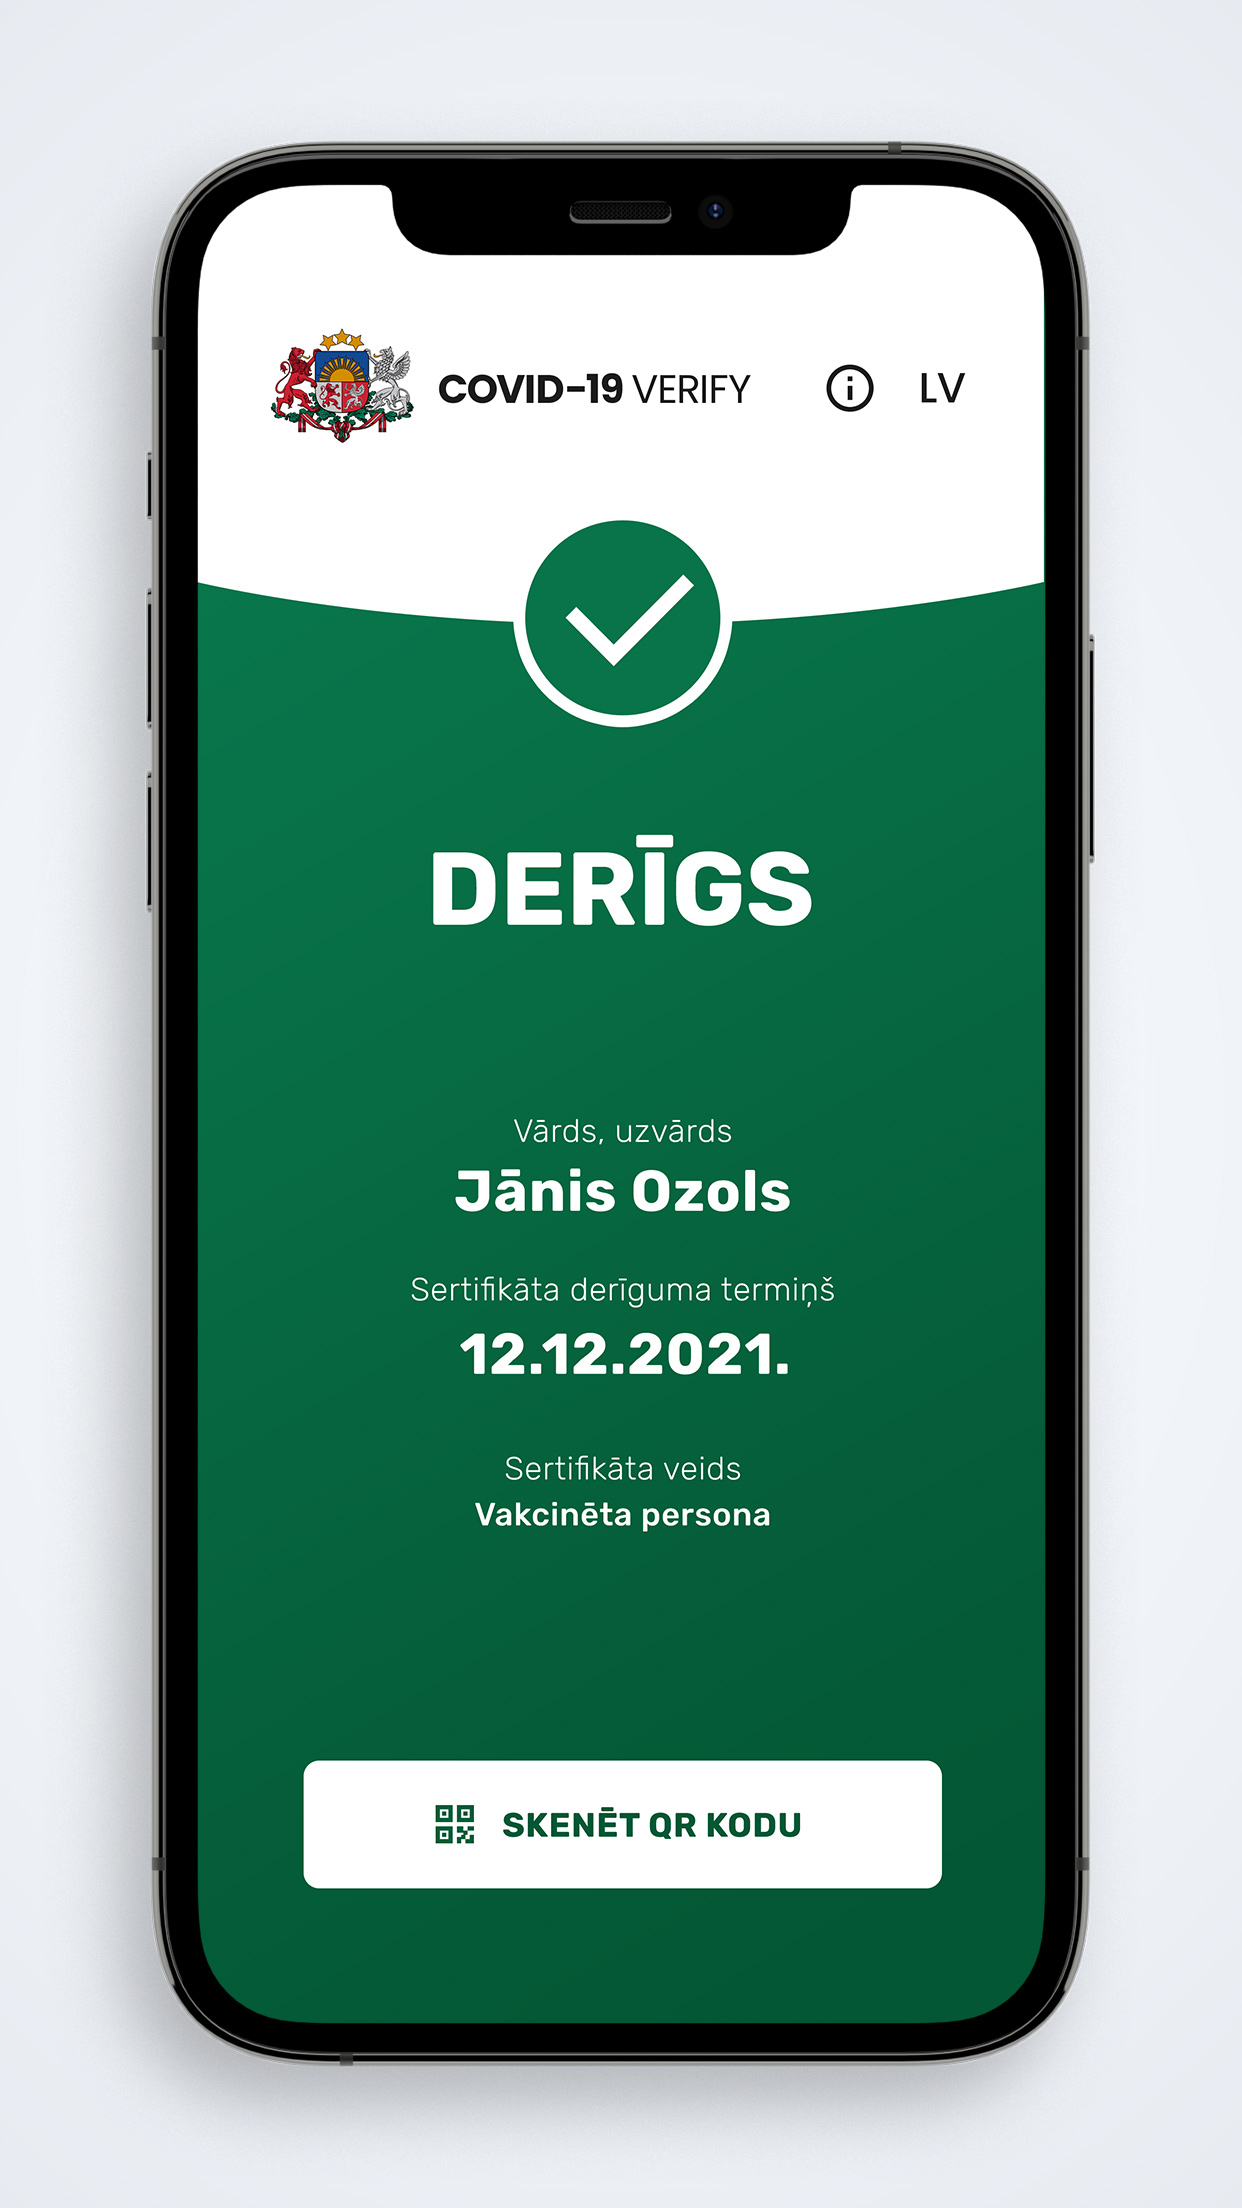 COVID-19 VERIFY
LV
DERĪGS
Vārds, uzvārds
Jānis Ozols
Sertifikāta derīguma termiņš
12.12.2021.
Sertifikāta veids
Vakcinēta persona
SKENĒT QR KODU